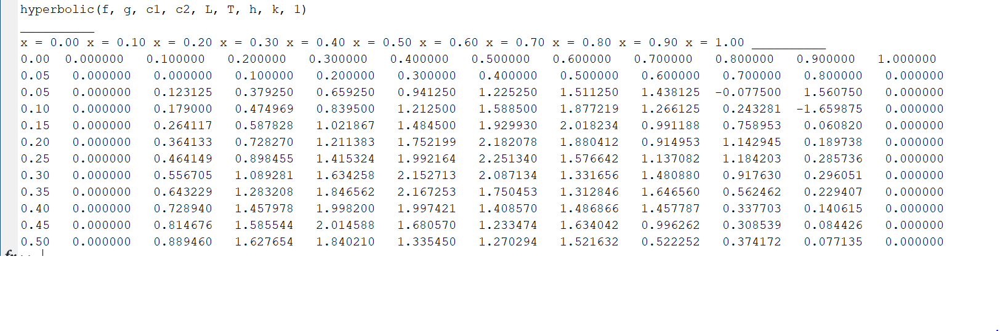 hyperbolic(f, g, c1, c2, L, T, h, k, 1)
__________
x = 0.00 x = 0.10 x = 0.20 x = 0.30 x = 0.40 x = 0.50 x = 0.60 x = 0.70 x = 0.80 x = 0.90 x = 1.00 __________
0.00 0.000000 0.100000 0.200000 0.300000 0.400000 0.500000 0.600000 0.700000 0.800000 0.900000 1.000000
0.05 0.000000 0.000000 0.100000 0.200000 0.300000 0.400000 0.500000 0.600000 0.700000 0.800000 0.000000
0.05 0.000000 0.123125 0.379250 0.659250 0.941250 1.225250 1.511250 1.438125 -0.077500 1.560750 0.000000
0.10 0.000000 0.179000 0.474969 0.839500 1.212500 1.588500 1.877219 1.266125 0.243281 -1.659875 0.000000
0.15 0.000000 0.264117 0.587828 1.021867 1.484500 1.929930 2.018234 0.991188 0.758953 0.060820 0.000000
0.20 0.000000 0.364133 0.728270 1.211383 1.752199 2.182078 1.880412 0.914953 1.142945 0.189738 0.000000
0.25 0.000000 0.464149 0.898455 1.415324 1.992164 2.251340 1.576642 1.137082 1.184203 0.285736 0.000000
0.30 0.000000 0.556705 1.089281 1.634258 2.152713 2.087134 1.331656 1.480880 0.917630 0.296051 0.000000
0.35 0.000000 0.643229 1.283208 1.846562 2.167253 1.750453 1.312846 1.646560 0.562462 0.229407 0.000000
0.40 0.000000 0.728940 1.457978 1.998200 1.997421 1.408570 1.486866 1.457787 0.337703 0.140615 0.000000
0.45 0.000000 0.814676 1.585544 2.014588 1.680570 1.233474 1.634042 0.996262 0.308539 0.084426 0.000000
0.50 0.000000 0.889460 1.627654 1.840210 1.335450 1.270294 1.521632 0.522252 0.374172 0.077135 0.000000